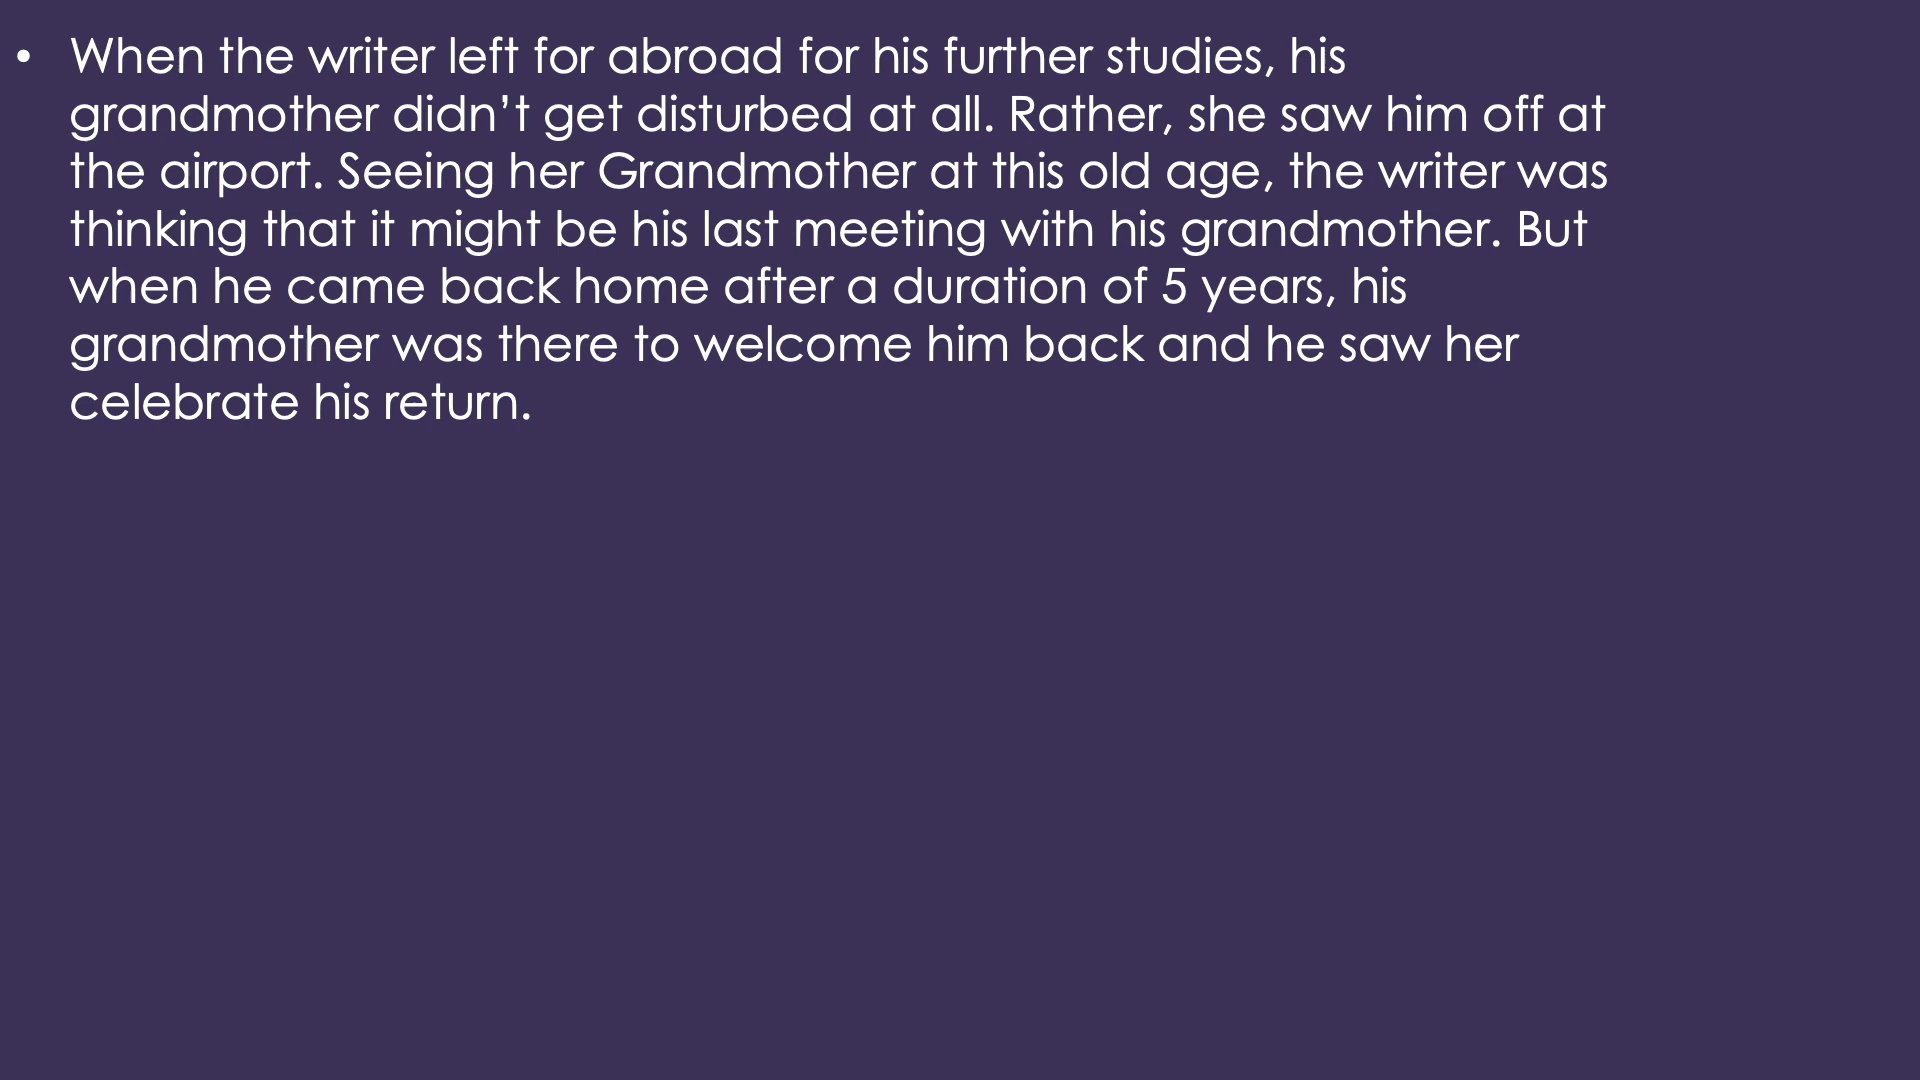 • When the writer left for abroad for his further studies, his
grandmother didn’t get disturbed at all. Rather, she saw him off at
the airport. Seeing her Grandmother at this old age, the writer was
thinking that it might be his last meeting with his grandmother. But
when he came back home after a duration of 5 years, his
grandmother was there to welcome him back and he saw her
celebrate his return.